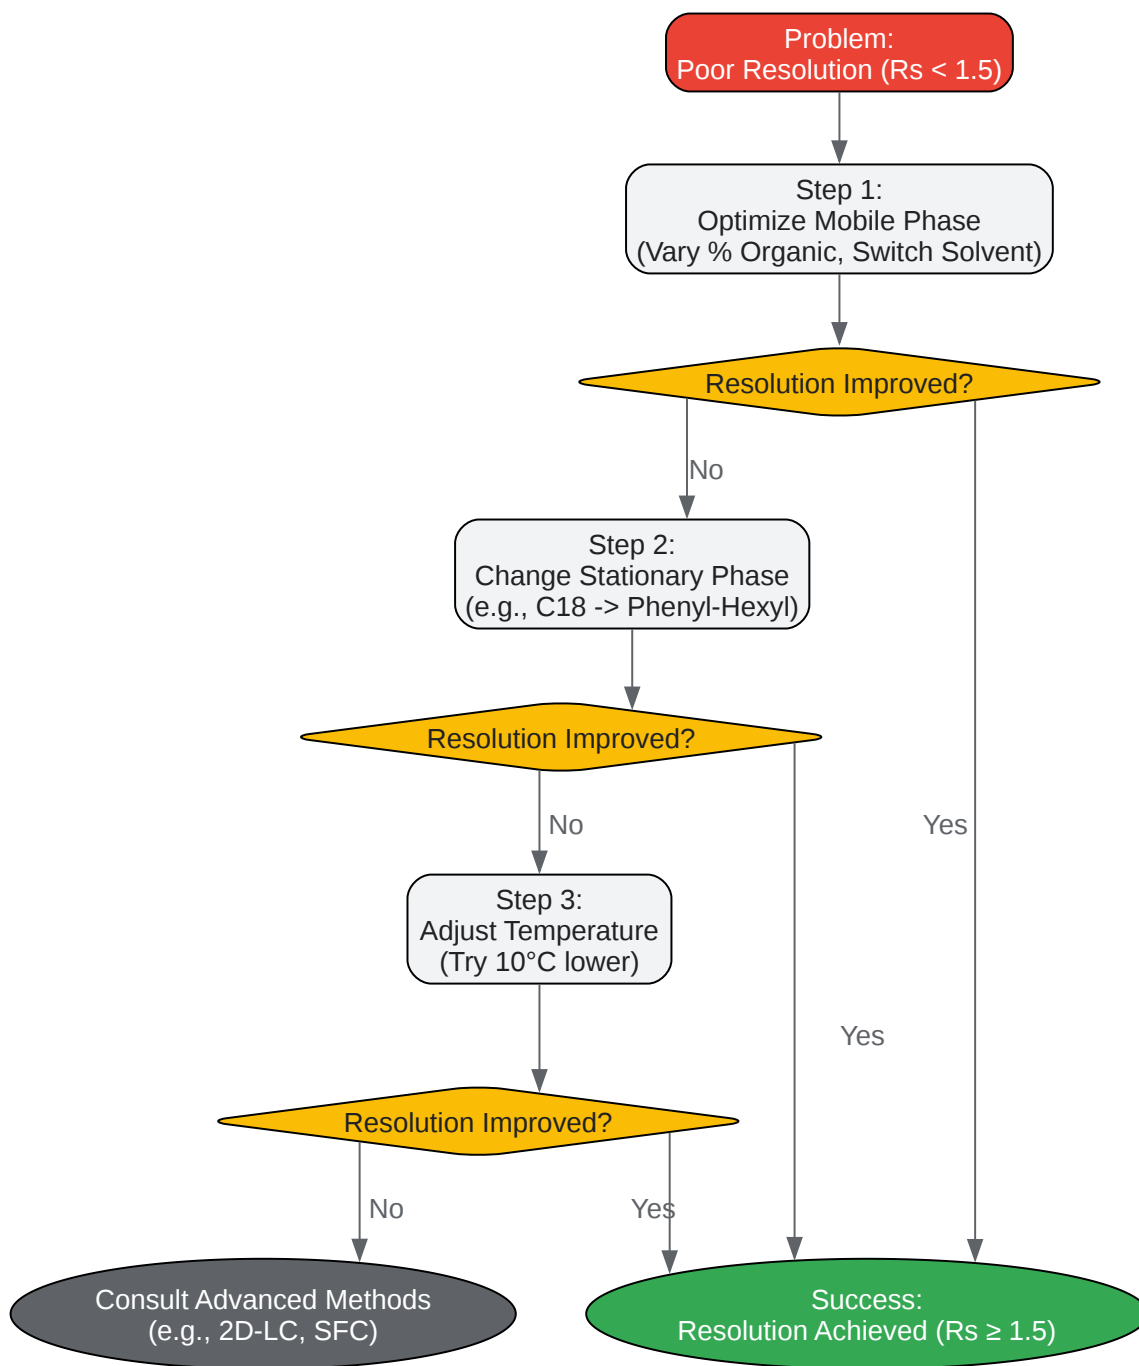 Problem:
Poor Resolution (Rs < 1.5)
Step 1:
Optimize Mobile Phase
(Vary % Organic, Switch Solvent)
Resolution Improved?
No
Step 2:
Change Stationary Phase
(e.g., C18 -> Phenyl-Hexyl)
Resolution Improved?
No
Yes
Step 3:
Adjust Temperature
(Try 10°C lower)
Yes
Resolution Improved?
No
Yes
Consult Advanced Methods
(e.g., 2D-LC, SFC)
Success:
Resolution Achieved (Rs ≥ 1.5)